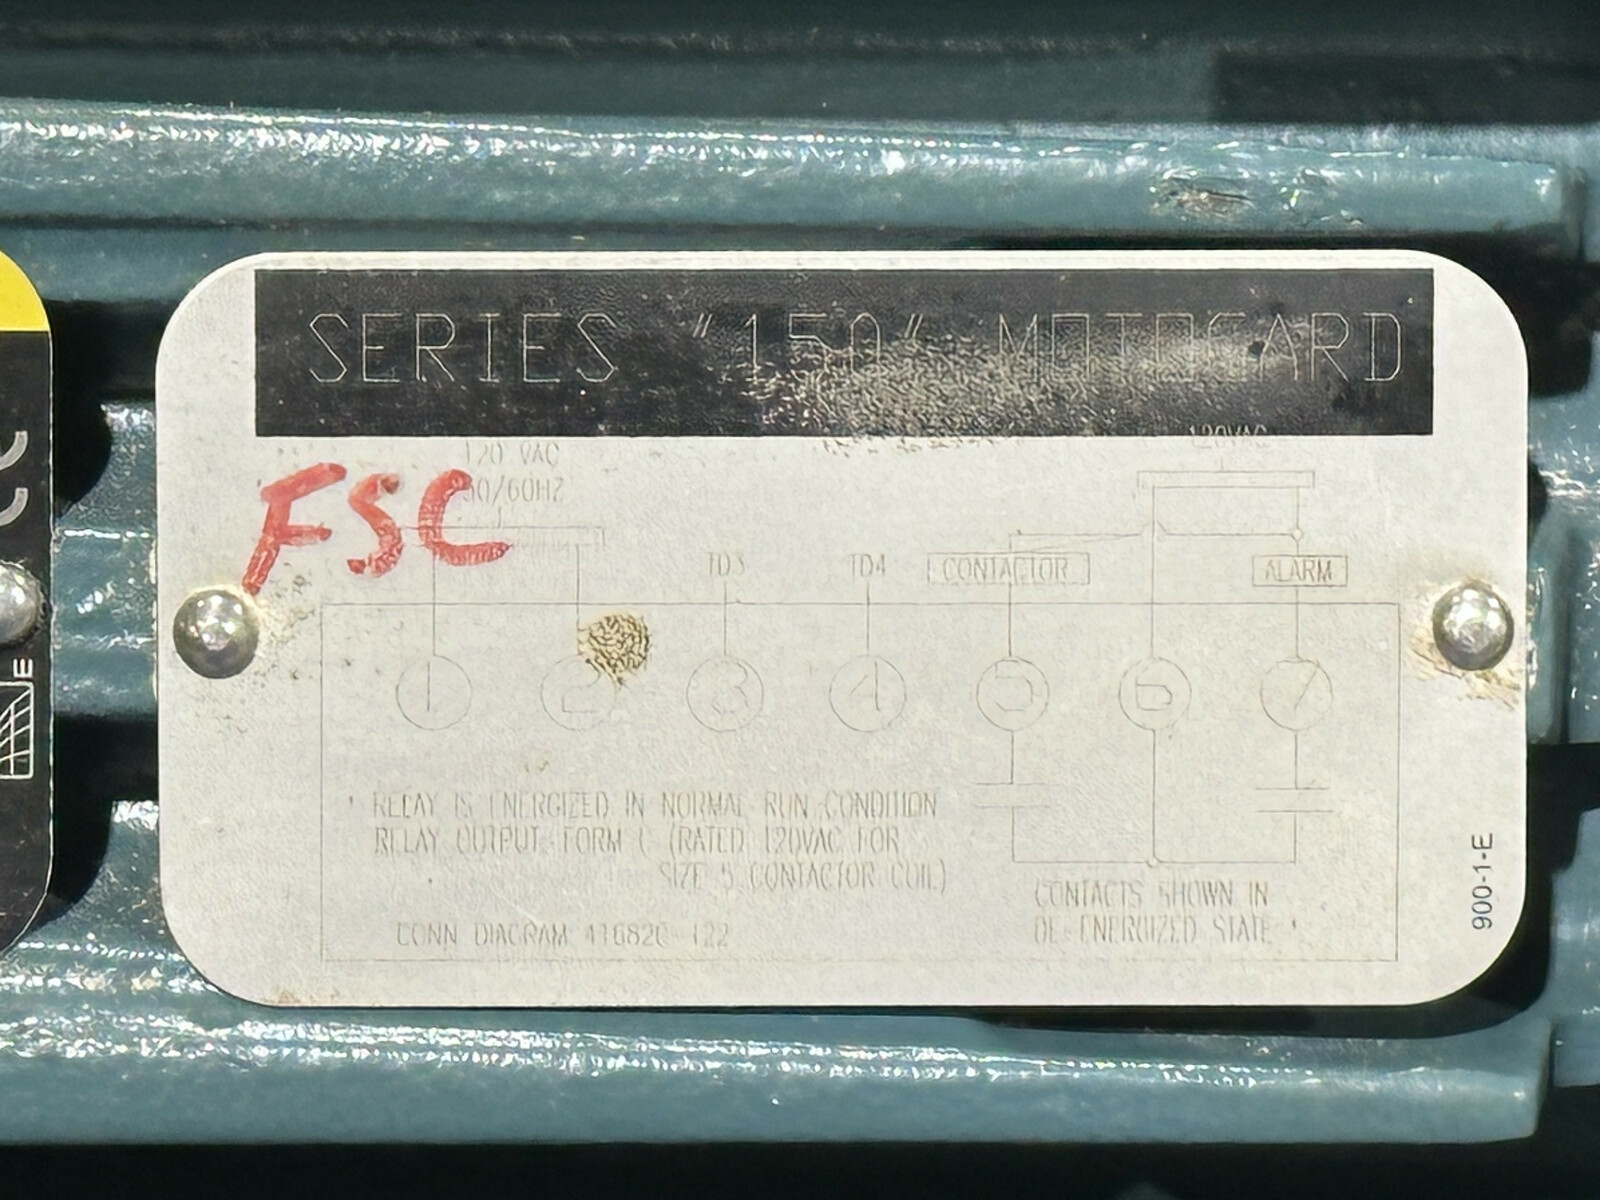 SERIES "150" MOTOGARD
120VAC
120 VAC
FSC
50/60HZ
TD3
TD4
CONTACTOR
ALARM
1
2
3
4
5
6
7
* RELAY IS ENERGIZED IN NORMAL RUN CONDITION
RELAY OUTPUT-FORM C (RATED 120VAC FOR
SIZE 5 CONTACTOR COIL)
CONTACTS SHOWN IN
DE-ENERGIZED STATE *
CONN DIAGRAM
900-1-E
E